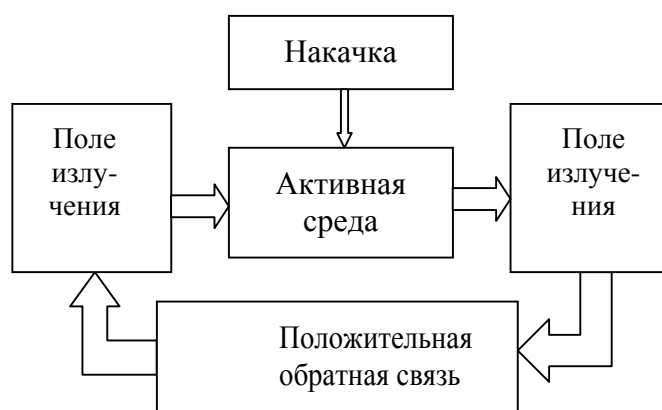 Накачка
Поле
излу-
чения
Активная
среда
Поле
излуче-
ния
Положительная
обратная связь